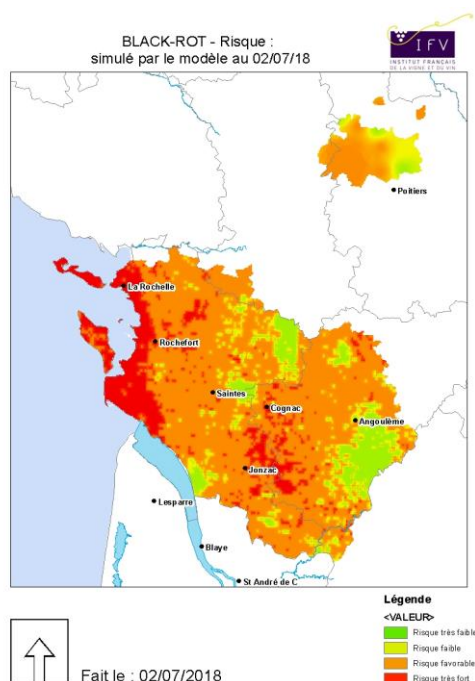 BLACK-ROT - Risque :
simulé par le modèle au 02/07/18
IFV
INSTITUT FRANÇAIS
DE LA VIGNE ET DU VIN
Poitiers
La Rochelle
Rochefort
Saintes
Cognac
Angoulème
Jonzac
Lesparre
Blaye
St André de C
Légende
<VALEUR>
Risque très faible
Risque faible
Risque favorable
Risque très fort
Fait le : 02/07/2018